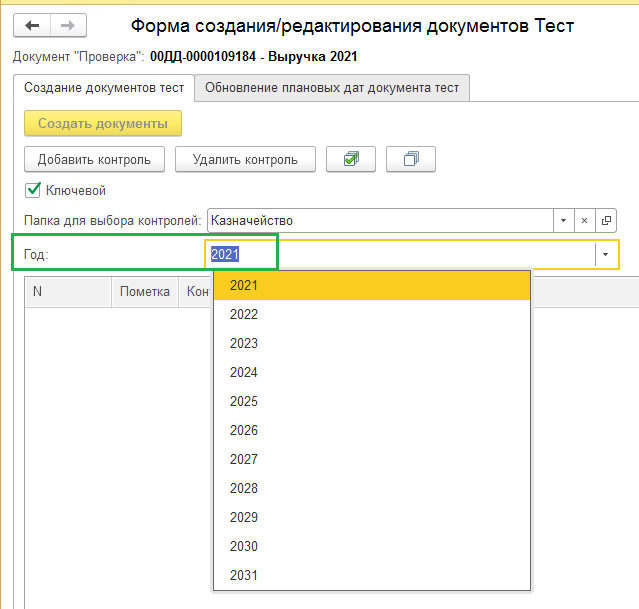 Форма создания/редактирования документов Тест
Документ "Проверка": 00ДД-0000109184 - Выручка 2021
Создание документов тест Обновление плановых дат документа тест
Создать документы
Добавить контроль Удалить контроль
Ключевой
Папка для выбора контролей: Казначейство
Год: 2021
N Пометка Кон
2021
2022
2023
2024
2025
2026
2027
2028
2029
2030
2031